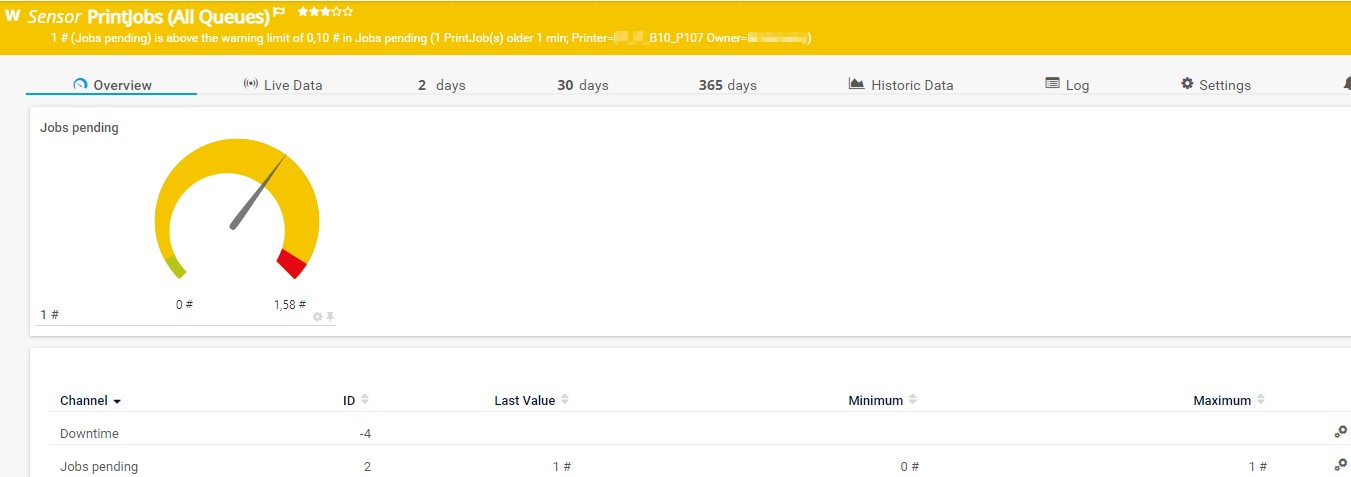 W Sensor PrintJobs (All Queues)
1 # (Jobs pending) is above the warning limit of 0,10 # in Jobs pending (1 PrintJob(s) older 1 min; Printer= _B10_P107 Owner= )
Overview Live Data 2 days 30 days 365 days Historic Data Log Settings
Jobs pending
0 # 1,58 #
1 #
Channel ID Last Value Minimum Maximum
Downtime -4
Jobs pending 2 1 # 0 # 1 #